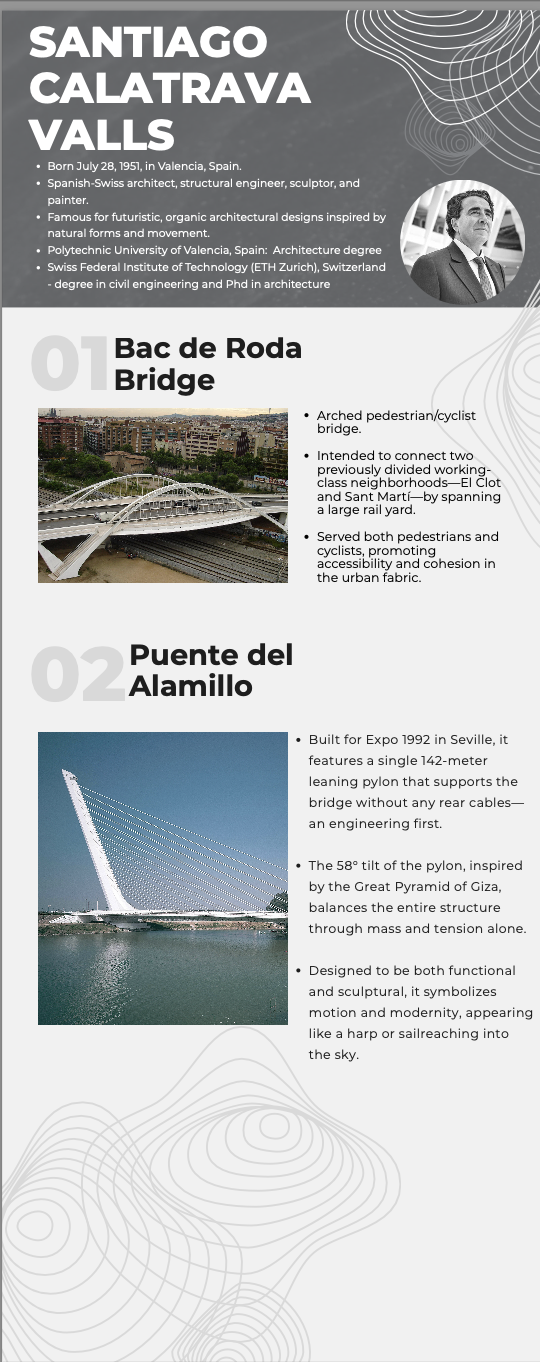 SANTIAGO
CALATRAVA
VALLS
• Born July 28, 1951, in Valencia, Spain.
• Spanish-Swiss architect, structural engineer, sculptor, and
painter.
• Famous for futuristic, organic architectural designs inspired by
natural forms and movement.
• Polytechnic University of Valencia, Spain: Architecture degree
• Swiss Federal Institute of Technology (ETH Zurich), Switzerland
- degree in civil engineering and Phd in architecture
01 Bac de Roda
Bridge
• Arched pedestrian/cyclist
bridge.
• Intended to connect two
previously divided working-
class neighborhoods—El Clot
and Sant Martí—by spanning
a large rail yard.
• Served both pedestrians and
cyclists, promoting
accessibility and cohesion in
the urban fabric.
02 Puente del
Alamillo
• Built for Expo 1992 in Seville, it
features a single 142-meter
leaning pylon that supports the
bridge without any rear cables—
an engineering first.
• The 58° tilt of the pylon, inspired
by the Great Pyramid of Giza,
balances the entire structure
through mass and tension alone.
• Designed to be both functional
and sculptural, it symbolizes
motion and modernity, appearing
like a harp or sailreaching into
the sky.